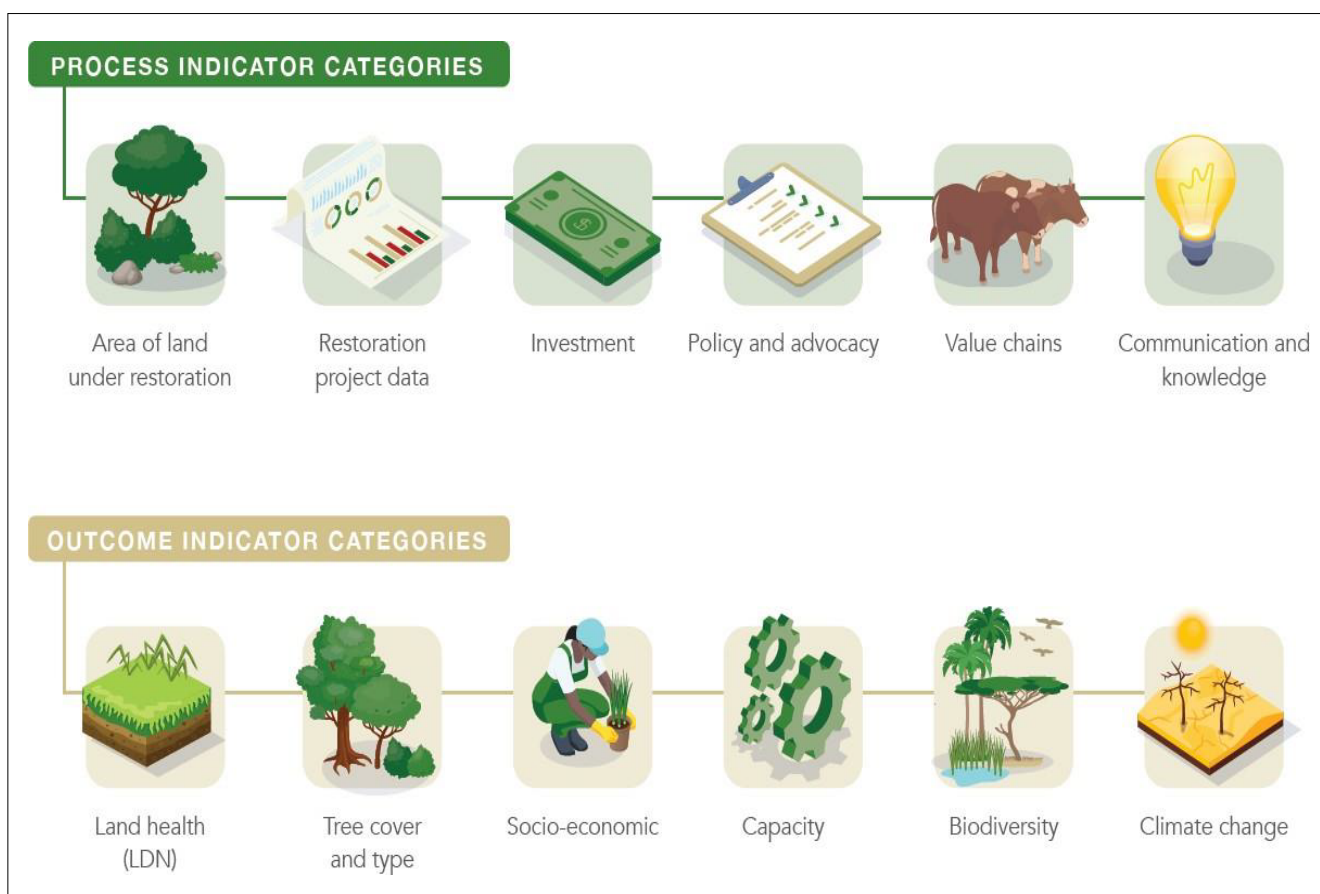 PROCESS INDICATOR CATEGORIES
Area of land
under restoration
Restoration
project data
Investment
Policy and advocacy
Value chains
Communication and
knowledge
OUTCOME INDICATOR CATEGORIES
Land health
(LDN)
Tree cover
and type
Socio-economic
Capacity
Biodiversity
Climate change